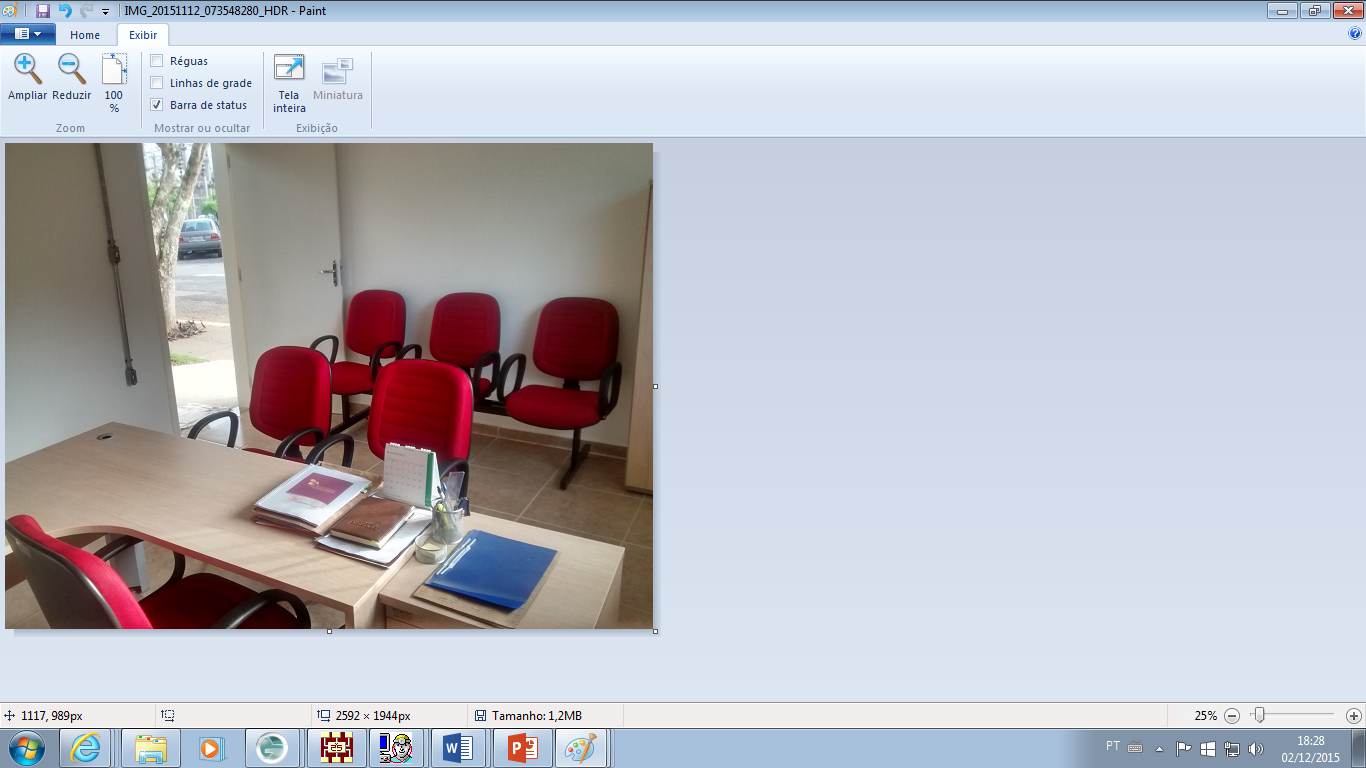 IMG_20151112_073548280_HDR - Paint
Home
Exibir
Ampliar
Reduzir
100
%
Réguas
Linhas de grade
Barra de status
Tela
inteira
Miniatura
Zoom
Mostrar ou ocultar
Exibição
1117, 989px
2592 × 1944px
Tamanho: 1,2MB
25%
PT
18:28
02/12/2015